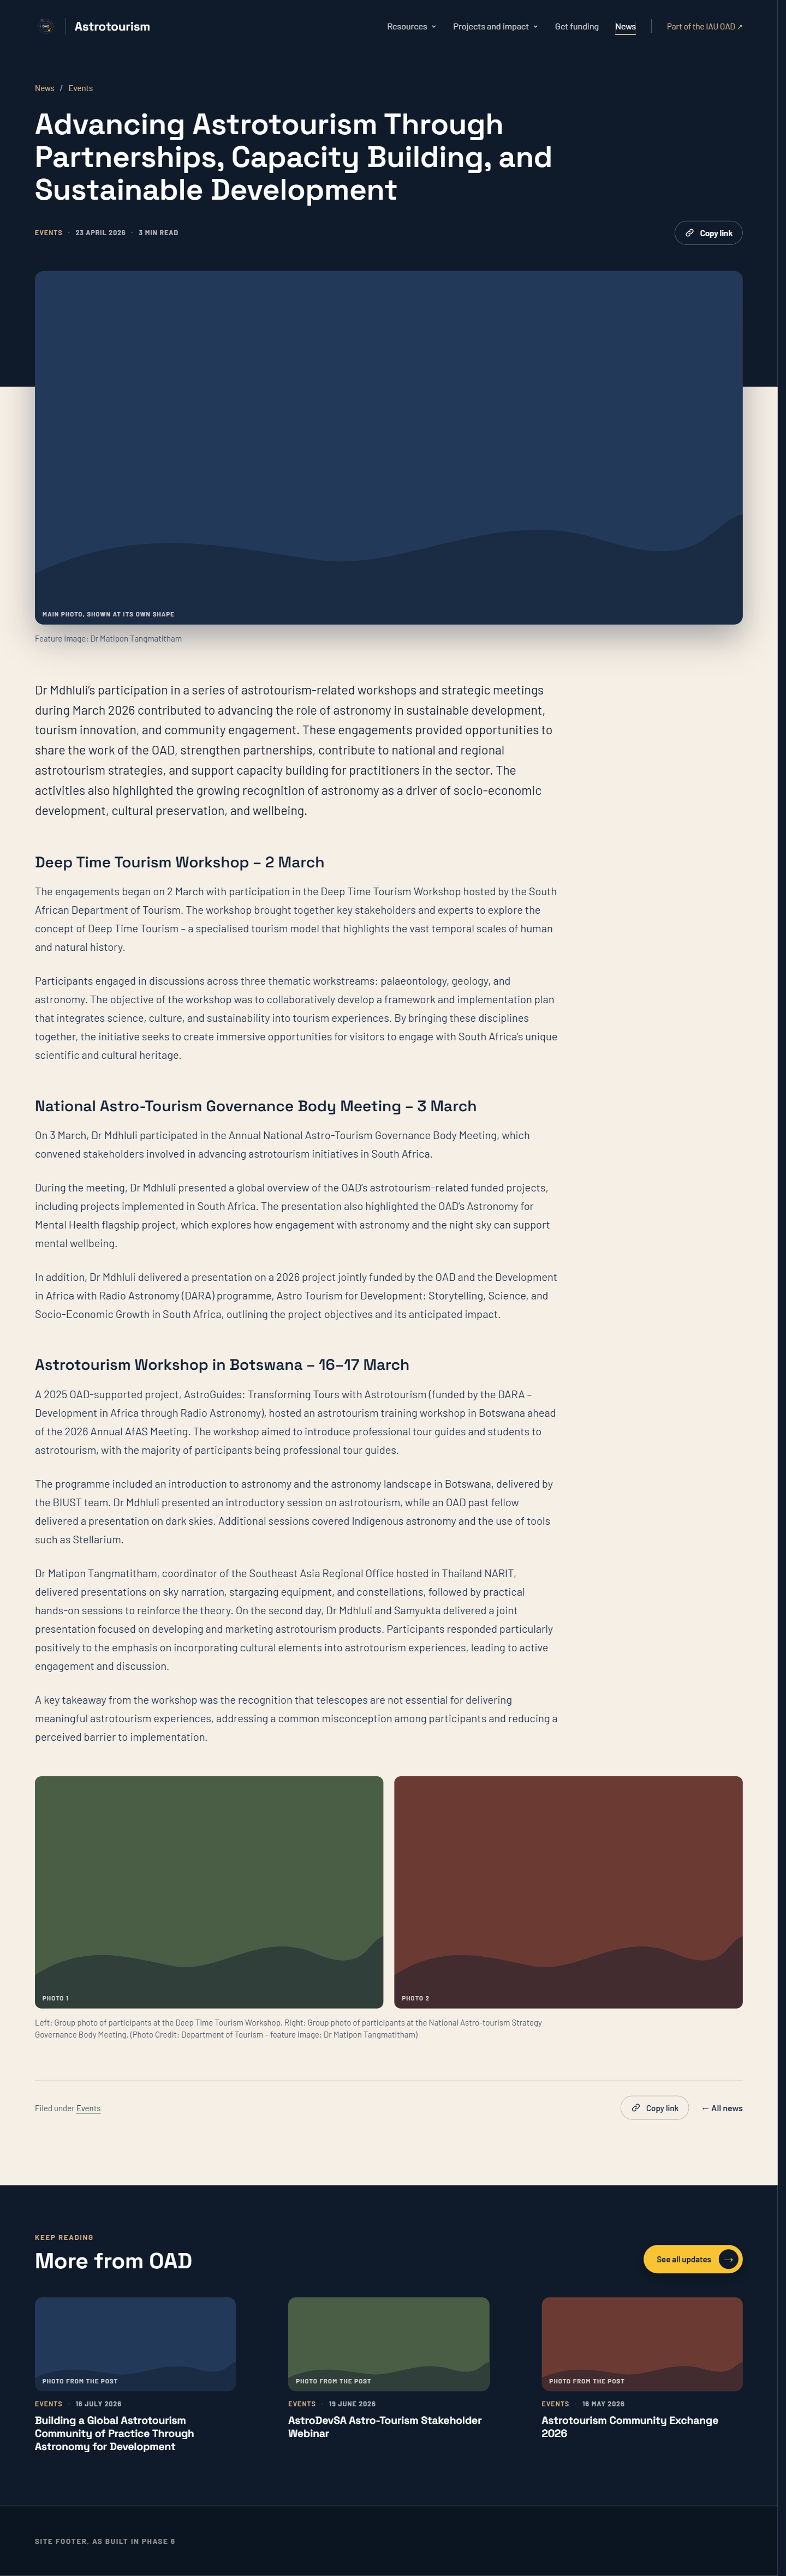 Astrotourism
Resources
Projects and impact
Get funding
News
Part of the IAU OAD ↗
News / Events
Advancing Astrotourism Through
Partnerships, Capacity Building, and
Sustainable Development
EVENTS · 23 APRIL 2026 · 3 MIN READ
Copy link
MAIN PHOTO, SHOWN AT ITS OWN SHAPE
Feature image: Dr Matipon Tangmatitham
Dr Mdhluli’s participation in a series of astrotourism-related workshops and strategic meetings
during March 2026 contributed to advancing the role of astronomy in sustainable development,
tourism innovation, and community engagement. These engagements provided opportunities to
share the work of the OAD, strengthen partnerships, contribute to national and regional
astrotourism strategies, and support capacity building for practitioners in the sector. The
activities also highlighted the growing recognition of astronomy as a driver of socio-economic
development, cultural preservation, and wellbeing.
Deep Time Tourism Workshop – 2 March
The engagements began on 2 March with participation in the Deep Time Tourism Workshop hosted by the South
African Department of Tourism. The workshop brought together key stakeholders and experts to explore the
concept of Deep Time Tourism – a specialised tourism model that highlights the vast temporal scales of human
and natural history.
Participants engaged in discussions across three thematic workstreams: palaeontology, geology, and
astronomy. The objective of the workshop was to collaboratively develop a framework and implementation plan
that integrates science, culture, and sustainability into tourism experiences. By bringing these disciplines
together, the initiative seeks to create immersive opportunities for visitors to engage with South Africa’s unique
scientific and cultural heritage.
National Astro-Tourism Governance Body Meeting – 3 March
On 3 March, Dr Mdhluli participated in the Annual National Astro-Tourism Governance Body Meeting, which
convened stakeholders involved in advancing astrotourism initiatives in South Africa.
During the meeting, Dr Mdhluli presented a global overview of the OAD’s astrotourism-related funded projects,
including projects implemented in South Africa. The presentation also highlighted the OAD’s Astronomy for
Mental Health flagship project, which explores how engagement with astronomy and the night sky can support
mental wellbeing.
In addition, Dr Mdhluli delivered a presentation on a 2026 project jointly funded by the OAD and the Development
in Africa with Radio Astronomy (DARA) programme, Astro Tourism for Development: Storytelling, Science, and
Socio-Economic Growth in South Africa, outlining the project objectives and its anticipated impact.
Astrotourism Workshop in Botswana – 16–17 March
A 2025 OAD-supported project, AstroGuides: Transforming Tours with Astrotourism (funded by the DARA –
Development in Africa through Radio Astronomy), hosted an astrotourism training workshop in Botswana ahead
of the 2026 Annual AfAS Meeting. The workshop aimed to introduce professional tour guides and students to
astrotourism, with the majority of participants being professional tour guides.
The programme included an introduction to astronomy and the astronomy landscape in Botswana, delivered by
the BIUST team. Dr Mdhluli presented an introductory session on astrotourism, while an OAD past fellow
delivered a presentation on dark skies. Additional sessions covered Indigenous astronomy and the use of tools
such as Stellarium.
Dr Matipon Tangmatitham, coordinator of the Southeast Asia Regional Office hosted in Thailand NARIT,
delivered presentations on sky narration, stargazing equipment, and constellations, followed by practical
hands-on sessions to reinforce the theory. On the second day, Dr Mdhluli and Samyukta delivered a joint
presentation focused on developing and marketing astrotourism products. Participants responded particularly
positively to the emphasis on incorporating cultural elements into astrotourism experiences, leading to active
engagement and discussion.
A key takeaway from the workshop was the recognition that telescopes are not essential for delivering
meaningful astrotourism experiences, addressing a common misconception among participants and reducing a
perceived barrier to implementation.
PHOTO 1
PHOTO 2
Left: Group photo of participants at the Deep Time Tourism Workshop. Right: Group photo of participants at the National Astro-tourism Strategy
Governance Body Meeting. (Photo Credit: Department of Tourism – feature image: Dr Matipon Tangmatitham)
Filed under Events
Copy link
← All news
KEEP READING
More from OAD
See all updates →
PHOTO FROM THE POST
EVENTS · 16 JULY 2026
Building a Global Astrotourism
Community of Practice Through
Astronomy for Development
PHOTO FROM THE POST
EVENTS · 19 JUNE 2026
AstroDevSA Astro-Tourism Stakeholder
Webinar
PHOTO FROM THE POST
EVENTS · 18 MAY 2026
Astrotourism Community Exchange
2026
SITE FOOTER, AS BUILT IN PHASE 6